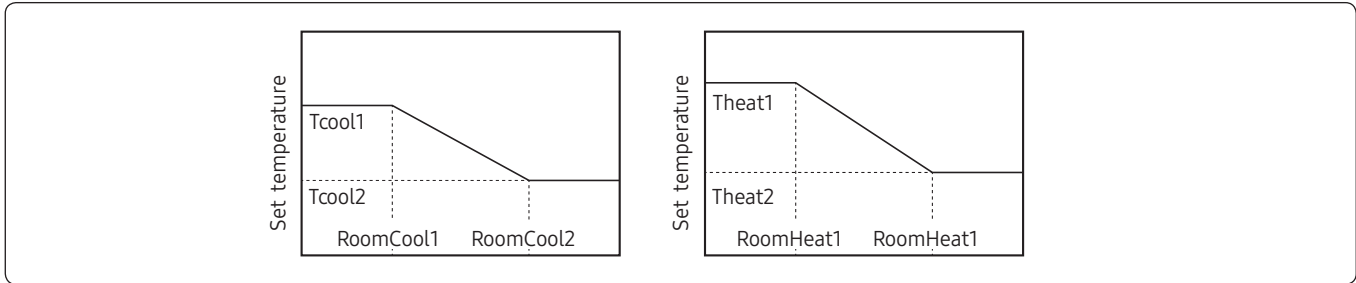 Set temperature
Tcool1
Tcool2
RoomCool1 RoomCool2
Set temperature
Theat1
Theat2
RoomHeat1 RoomHeat1